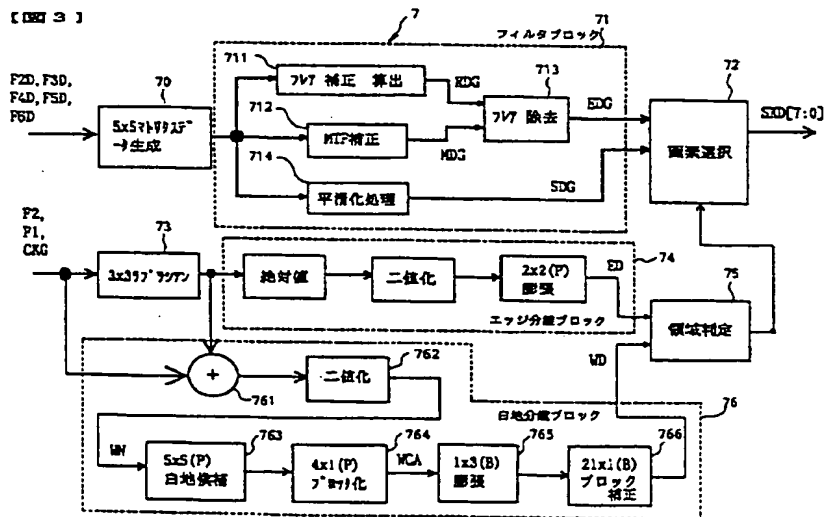 【図3】
7
フィルタブロック
71
711
フレア 補正 算出
RDG
713
フレア 除去
EDG
F2D, F3D,
F4D, F5D,
F6D
70
5x5マトリクスデ
ータ生成
712
MTF補正
MDG
714
平滑化処理
SDG
72
画素選択
SXD[7:0]
F2,
F1,
CKG
73
3x3ラプラシアン
74
絶対値
二値化
2x2(P)
膨張
ED
エッジ分離ブロック
75
領域判定
WD
+
761
762
二値化
白地分離ブロック
76
WN
5x5(P)
白地候補
763
4x1(P)
ブロック化
764
WCA
1x3(B)
膨張
765
21x1(B)
ブロック
補正
766